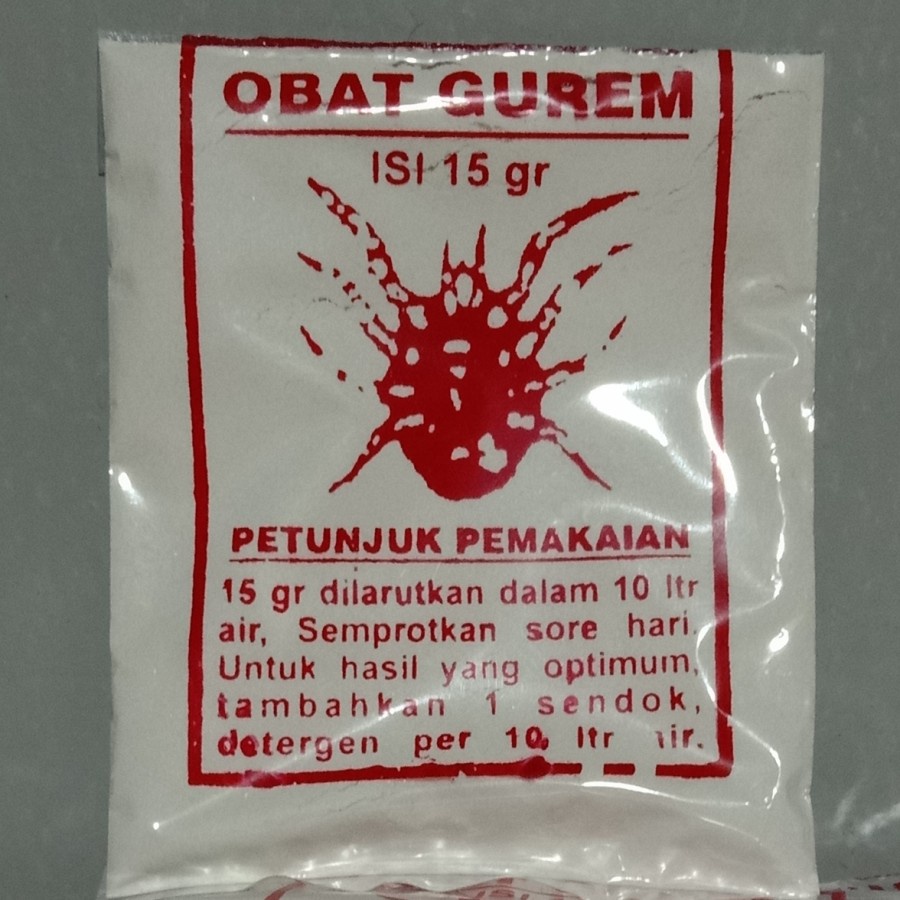 OBAT GUREM
ISI 15 gr
PETUNJUK PEMAKAIAN
15 gr dilarutkan dalam 10 ltr
air, Semprotkan sore hari.
Untuk hasil yang optimum,
tambahkan 1 sendok,
detergen per 10, ltr air.